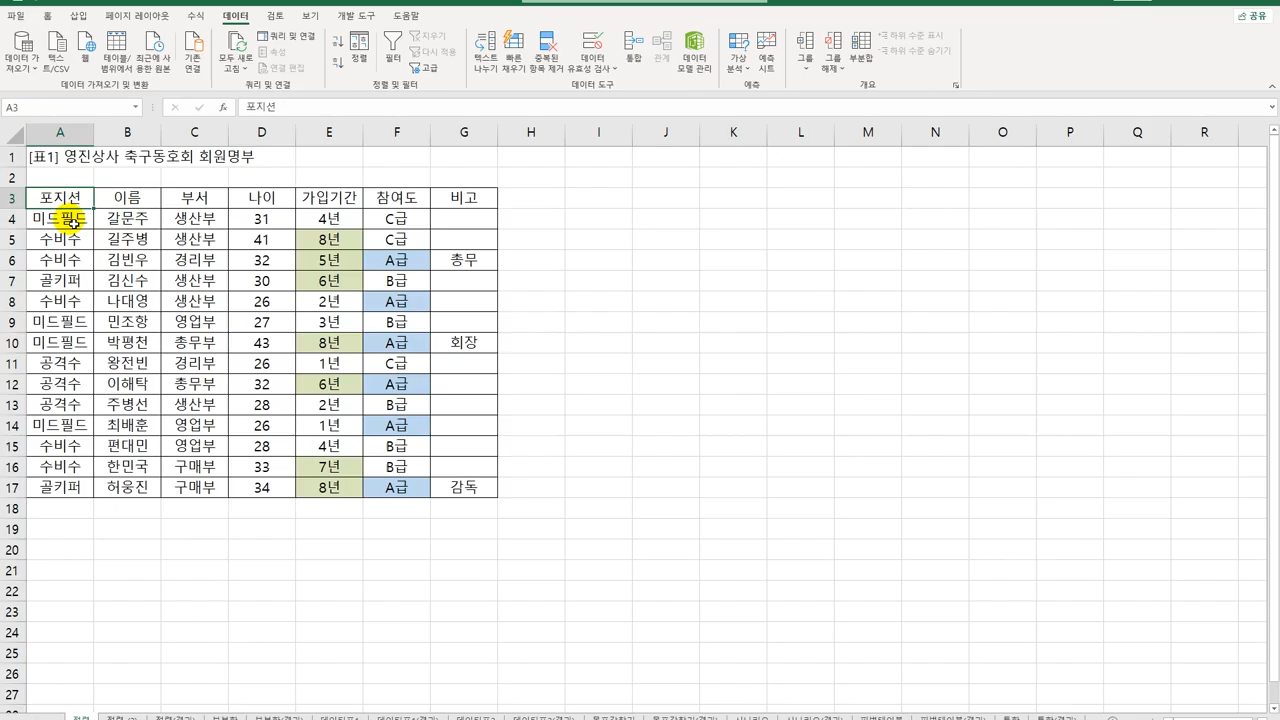 파일 홈 삽입 페이지 레이아웃 수식 데이터 검토 보기 개발 도구 도움말 공유
데이터 가져오기 텍스트/CSV 웹 테이블/범위에서 최근에 사용한 원본 기존 연결 모두 새로 고침 쿼리 및 연결 속성 연결 편집 정렬 필터 지우기 다시 적용 고급 텍스트 나누기 빠른 채우기 중복된 항목 제거 데이터 유효성 검사 통합 관계 데이터 모델 관리 가상 분석 예측 시트 그룹 그룹 해제 부분합 하위 수준 표시 하위 수준 숨기기
데이터 가져오기 및 변환 쿼리 및 연결 정렬 및 필터 데이터 도구 예측 개요
A3 fx 포지션
A B C D E F G H I J K L M N O P Q R
1 [표1] 영진상사 축구동호회 회원명부
2
3 포지션 이름 부서 나이 가입기간 참여도 비고
4 미드필드 갈문주 생산부 31 4년 C급
5 수비수 길주병 생산부 41 8년 C급
6 수비수 김빈우 경리부 32 5년 A급 총무
7 골키퍼 김신수 생산부 30 6년 B급
8 수비수 나대영 생산부 26 2년 A급
9 미드필드 민조항 영업부 27 3년 B급
10 미드필드 박평천 총무부 43 8년 A급 회장
11 공격수 왕전빈 경리부 26 1년 C급
12 공격수 이해탁 총무부 32 6년 A급
13 공격수 주병선 생산부 28 2년 B급
14 미드필드 최배훈 영업부 26 1년 A급
15 수비수 편대민 영업부 28 4년 B급
16 수비수 한민국 구매부 33 7년 B급
17 골키퍼 허웅진 구매부 34 8년 A급 감독
18
19
20
21
22
23
24
25
26
27